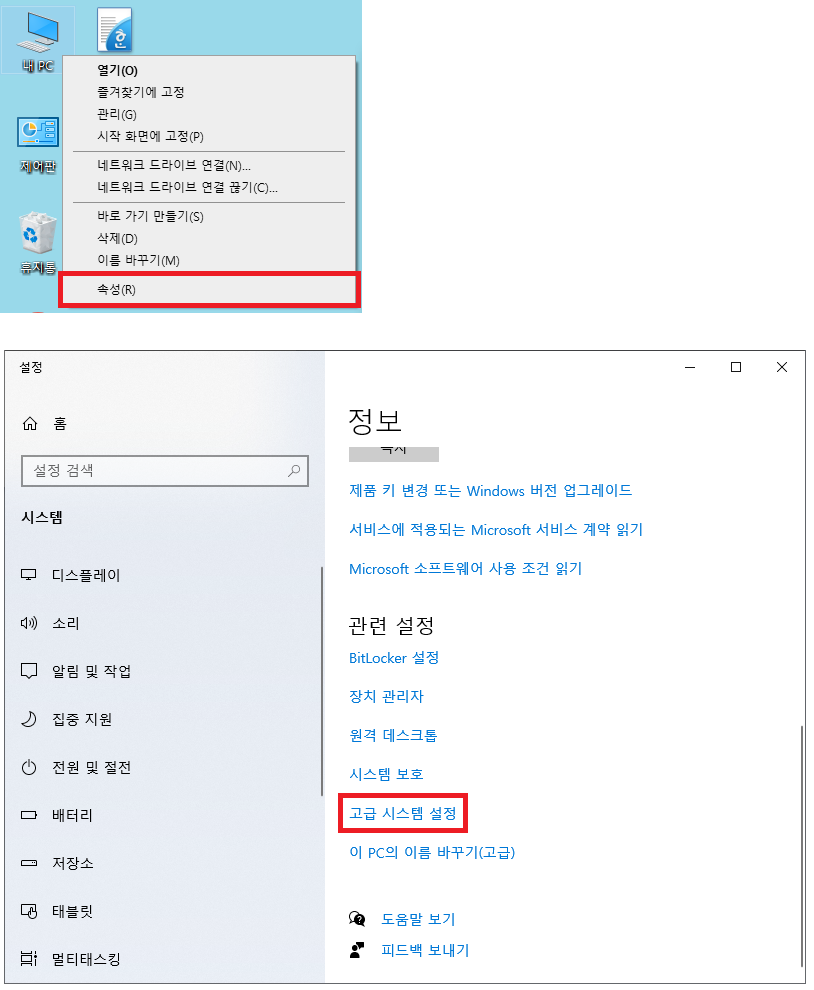 내 PC
열기(O)
즐겨찾기에 고정
관리(G)
시작 화면에 고정(P)
제어판
네트워크 드라이브 연결(N)...
네트워크 드라이브 연결 끊기(C)...
바로 가기 만들기(S)
삭제(D)
이름 바꾸기(M)
휴지통
속성(R)
설정
홈
설정 검색
시스템
디스플레이
소리
알림 및 작업
집중 지원
전원 및 절전
배터리
저장소
태블릿
멀티태스킹
정보
제품 키 변경 또는 Windows 버전 업그레이드
서비스에 적용되는 Microsoft 서비스 계약 읽기
Microsoft 소프트웨어 사용 조건 읽기
관련 설정
BitLocker 설정
장치 관리자
원격 데스크톱
시스템 보호
고급 시스템 설정
이 PC의 이름 바꾸기(고급)
도움말 보기
피드백 보내기